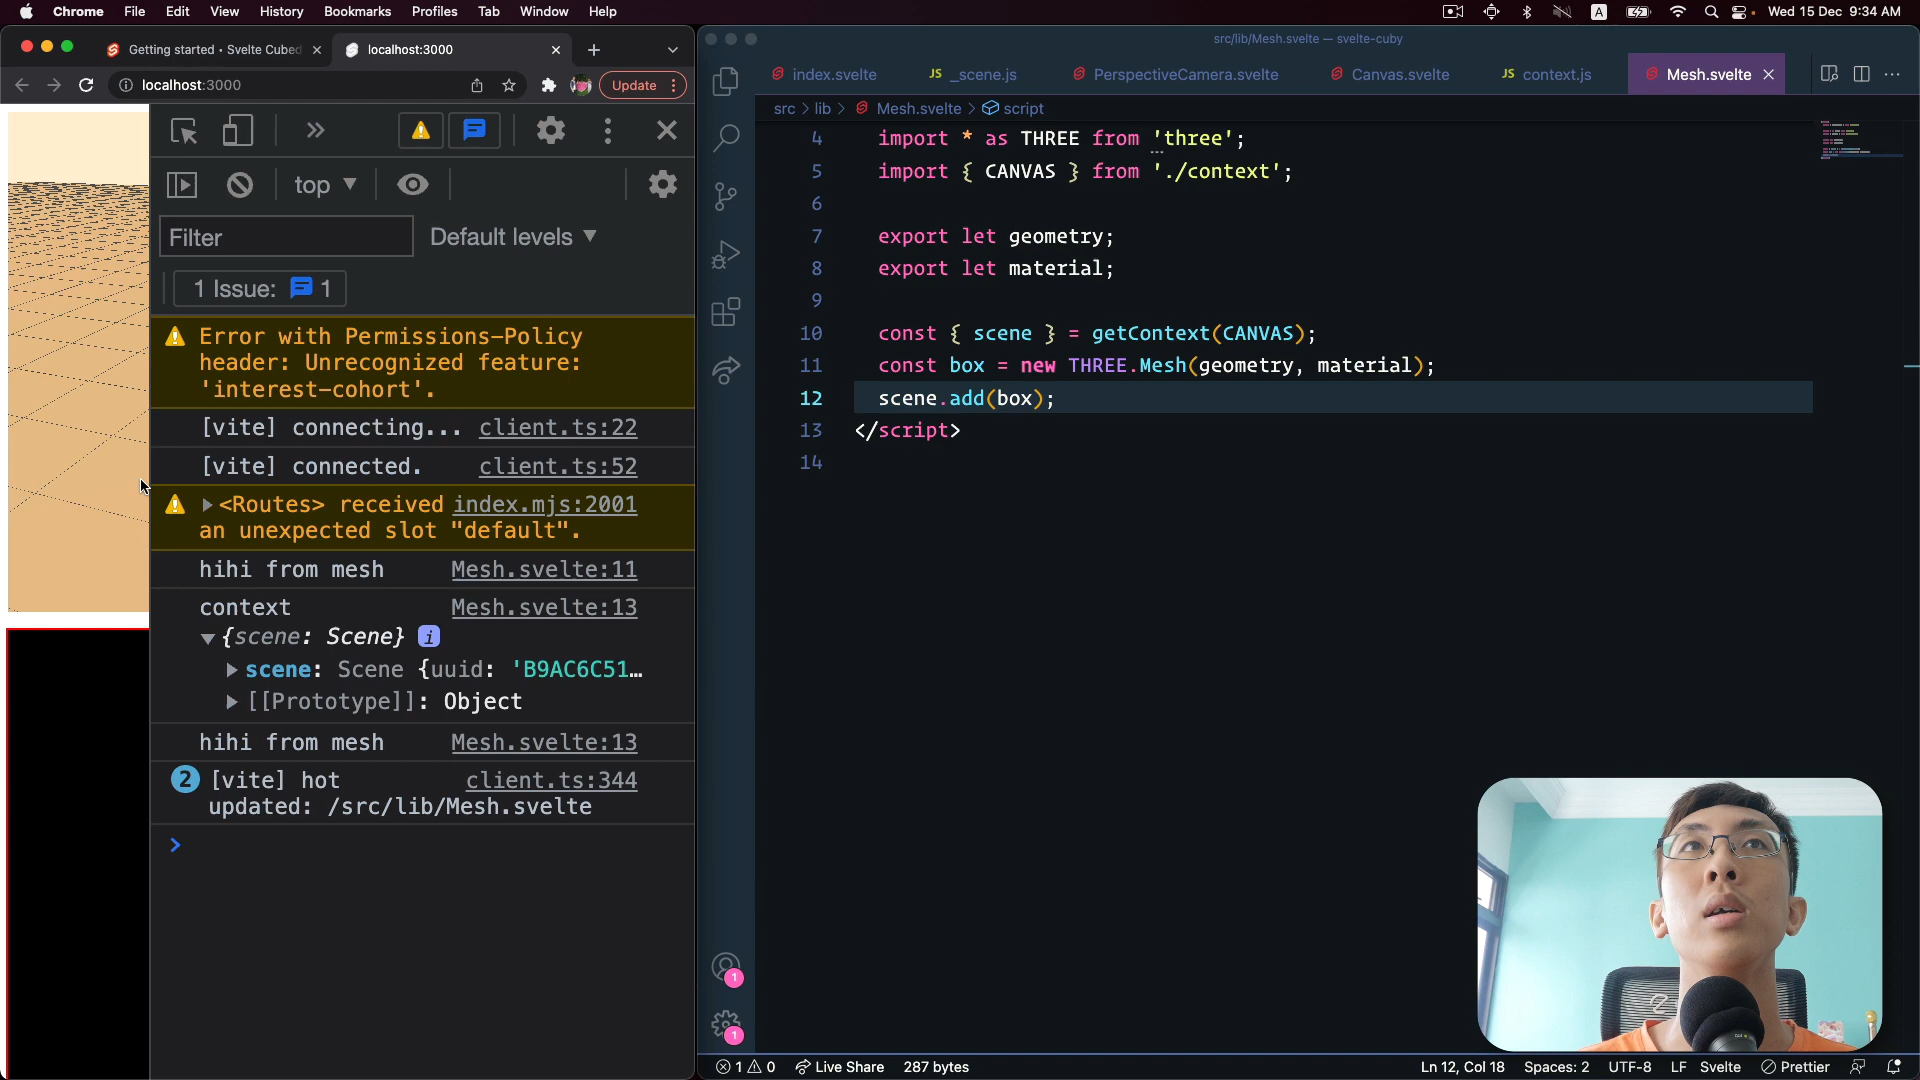 Chrome File Edit View History Bookmarks Profiles Tab Window Help
A Wed 15 Dec 9:34 AM
Getting started • Svelte Cubed
localhost:3000
localhost:3000
Update
top
Filter
Default levels
1 Issue: 1
Error with Permissions-Policy
header: Unrecognized feature:
'interest-cohort'.
[vite] connecting... client.ts:22
[vite] connected. client.ts:52
<Routes> received index.mjs:2001
an unexpected slot "default".
hihi from mesh Mesh.svelte:11
context Mesh.svelte:13
{scene: Scene} i
scene: Scene {uuid: 'B9AC6C51…
[[Prototype]]: Object
hihi from mesh Mesh.svelte:13
2 [vite] hot client.ts:344
updated: /src/lib/Mesh.svelte
src/lib/Mesh.svelte — svelte-cuby
index.svelte JS _scene.js PerspectiveCamera.svelte Canvas.svelte JS context.js Mesh.svelte
src > lib > Mesh.svelte > script
4 import * as THREE from 'three';
5 import { CANVAS } from './context';
6
7 export let geometry;
8 export let material;
9
10 const { scene } = getContext(CANVAS);
11 const box = new THREE.Mesh(geometry, material);
12 scene.add(box);
13 </script>
14
1
1
1 0 Live Share 287 bytes
Ln 12, Col 18 Spaces: 2 UTF-8 LF Svelte Prettier